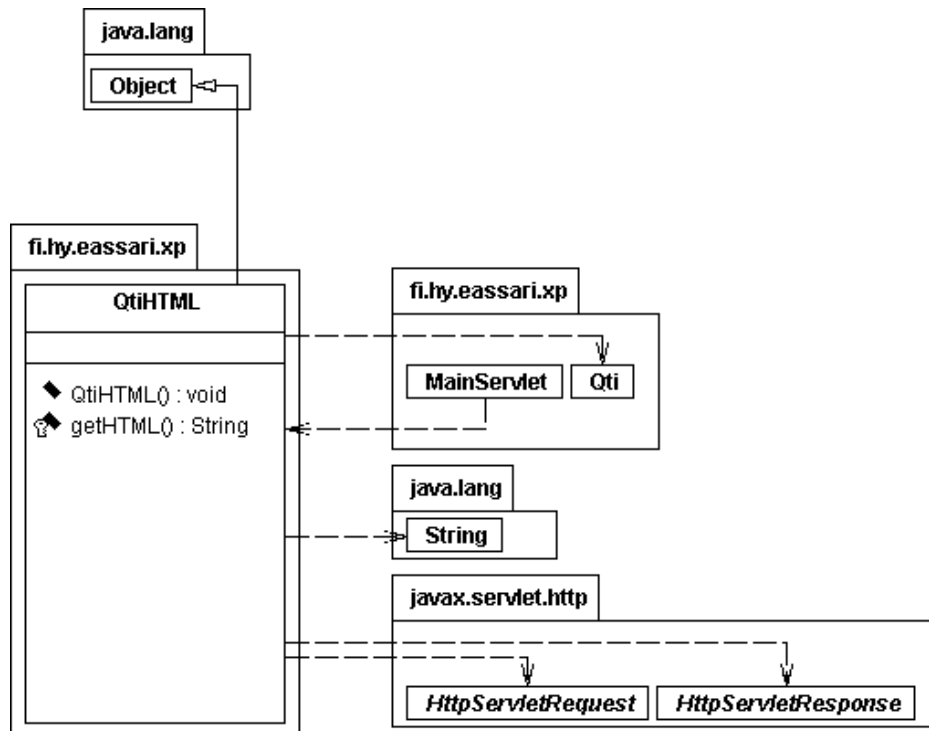 java.lang
Object
fi.hy.eassari.xp
QtiHTML
QtiHTML() : void
getHTML() : String
fi.hy.eassari.xp
MainServlet
Qti
java.lang
String
javax.servlet.http
HttpServletRequest
HttpServletResponse